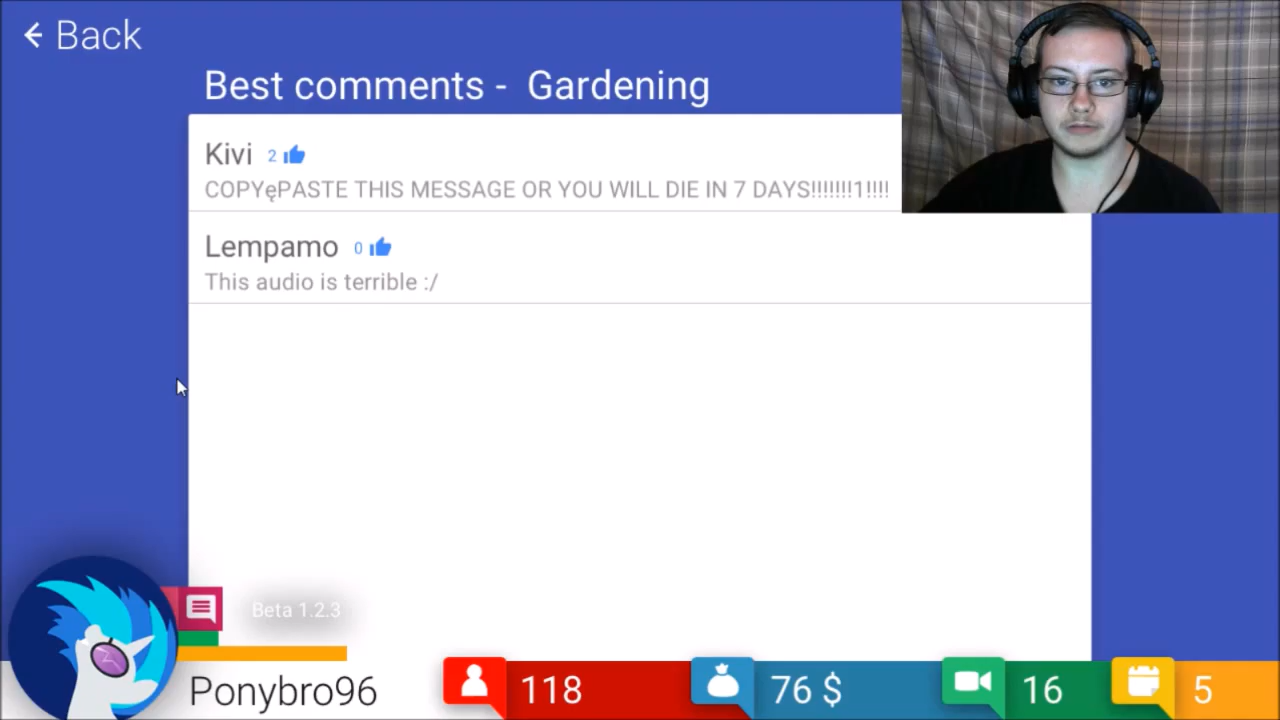 Back
Best comments - Gardening
Kivi 2
COPYęPASTE THIS MESSAGE OR YOU WILL DIE IN 7 DAYS!!!!!!!1!!!!
Lempamo 0
This audio is terrible :/
Beta 1.2.3
Ponybro96 118 76 $ 16 5